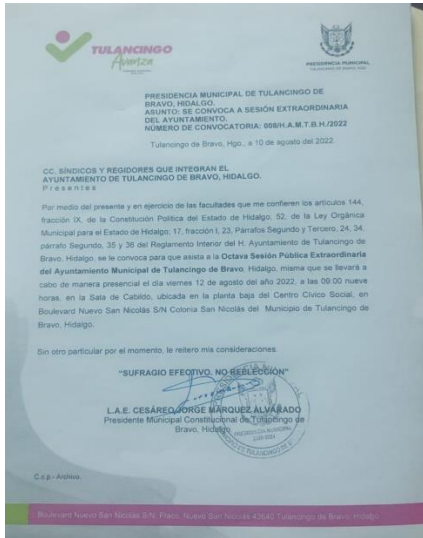 TULANCINGO
Avanza
PRESIDENCIA MUNICIPAL
PRESIDENCIA MUNICIPAL DE TULANCINGO DE
BRAVO, HIDALGO.
ASUNTO: SE CONVOCA A SESIÓN EXTRAORDINARIA
DEL AYUNTAMIENTO.
NÚMERO DE CONVOCATORIA: 008/H.A.M.T.B.H./2022
Tulancingo de Bravo, Hgo., a 10 de agosto del 2022
CC. SÍNDICOS Y REGIDORES QUE INTEGRAN EL
AYUNTAMIENTO DE TULANCINGO DE BRAVO, HIDALGO.
Presentes
Por medio del presente y en ejercicio de las facultades que me confieren los artículos 144,
fracción IX, de la Constitución Política del Estado de Hidalgo; 52, de la Ley Orgánica
Municipal para el Estado de Hidalgo; 17, fracción I, 23, Párrafos Segundo y Tercero, 24, 34,
párrafo Segundo, 35 y 36 del Reglamento Interior del H. Ayuntamiento de Tulancingo de
Bravo, Hidalgo, se le convoca para que asista a la Octava Sesión Pública Extraordinaria
del Ayuntamiento Municipal de Tulancingo de Bravo, Hidalgo, misma que se llevará a
cabo de manera presencial el día viernes 12 de agosto del año 2022, a las 09:00 nueve
horas, en la Sala de Cabildo, ubicada en la planta baja del Centro Cívico Social, en
Boulevard Nuevo San Nicolás S/N Colonia San Nicolás del Municipio de Tulancingo de
Bravo, Hidalgo.
Sin otro particular por el momento, le reitero mis consideraciones.
"SUFRAGIO EFECTIVO. NO REELECCIÓN"
L.A.E. CESÁREO JORGE MÁRQUEZ ALVARADO
Presidente Municipal Constitucional de Tulancingo de
Bravo, Hidalgo
PRESIDENCIA MUNICIPAL
C.c.p.- Archivo.
Boulevard Nuevo San Nicolás S/N, Fracc. Nuevo San Nicolás 43640 Tulancingo de Bravo, Hidalgo